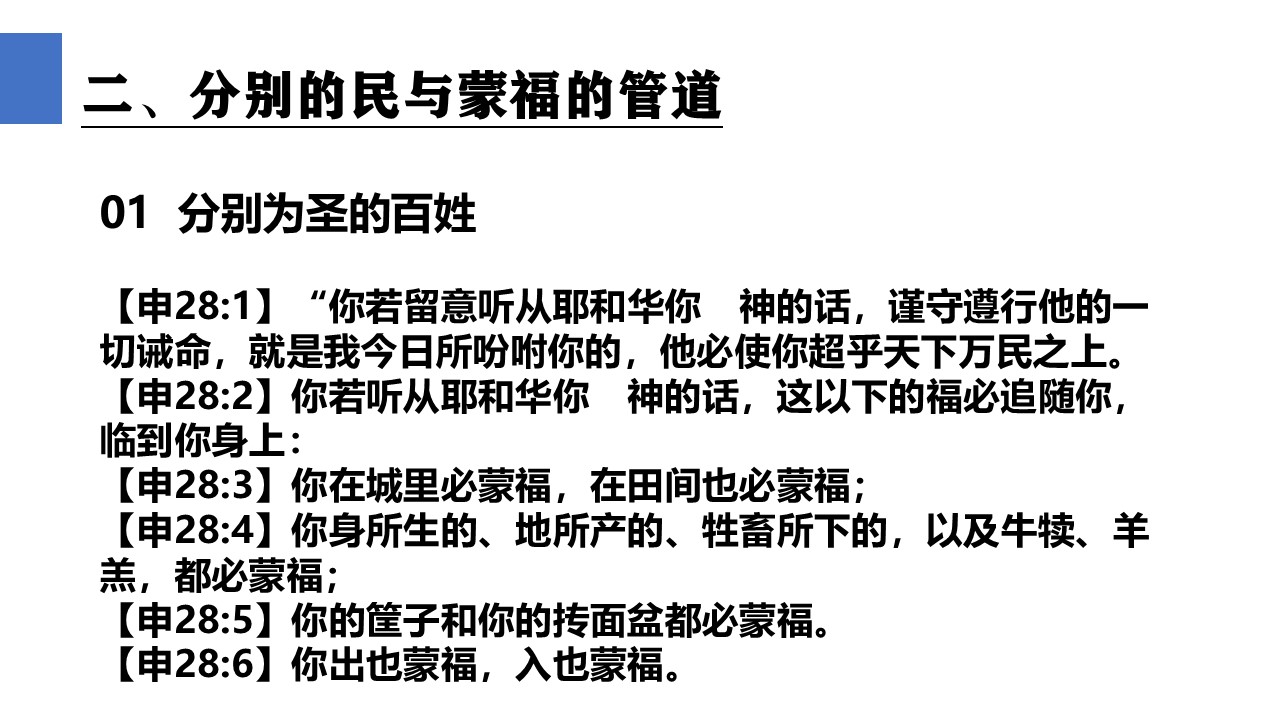 二、分别的民与蒙福的管道
01 分别为圣的百姓
【申28:1】“你若留意听从耶和华你　神的话，谨守遵行他的一
切诫命，就是我今日所吩咐你的，他必使你超乎天下万民之上。
【申28:2】你若听从耶和华你　神的话，这以下的福必追随你，
临到你身上：
【申28:3】你在城里必蒙福，在田间也必蒙福；
【申28:4】你身所生的、地所产的、牲畜所下的，以及牛犊、羊
羔，都必蒙福；
【申28:5】你的筐子和你的抟面盆都必蒙福。
【申28:6】你出也蒙福，入也蒙福。